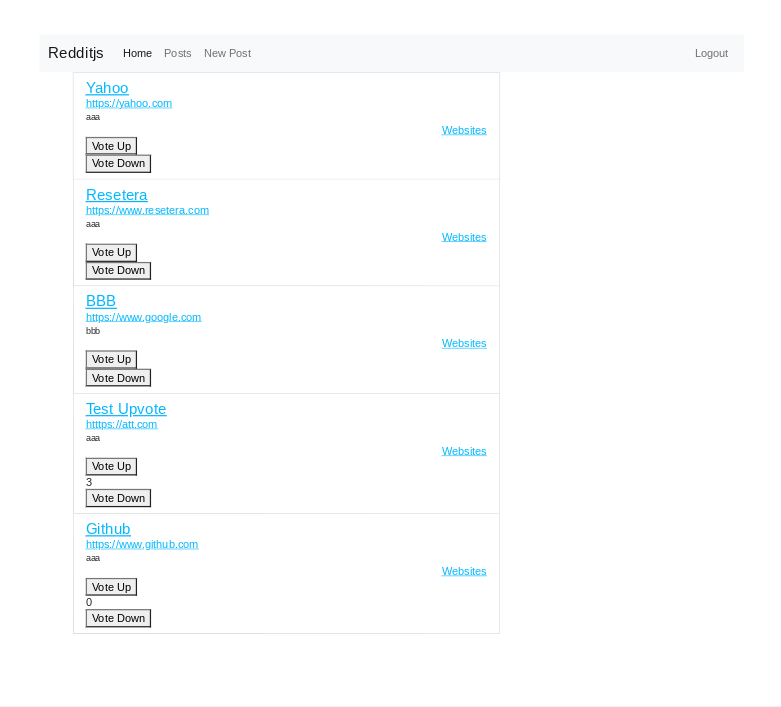 Redditjs Home Posts New Post Logout
Yahoo
https://yahoo.com
aaa
Websites
Vote Up
Vote Down
Resetera
https://www.resetera.com
aaa
Websites
Vote Up
Vote Down
BBB
https://www.google.com
bbb
Websites
Vote Up
Vote Down
Test Upvote
htttps://att.com
aaa
Websites
Vote Up
3
Vote Down
Github
https://www.github.com
aaa
Websites
Vote Up
0
Vote Down